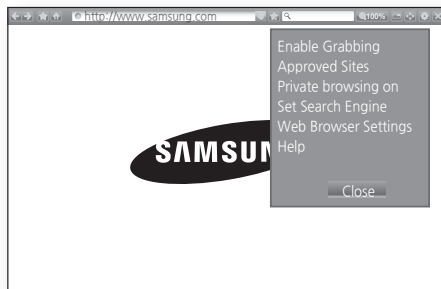 http://www.samsung.com 100%
Enable Grabbing
Approved Sites
Private browsing on
Set Search Engine
Web Browser Settings
Help
SAMSUN
Close